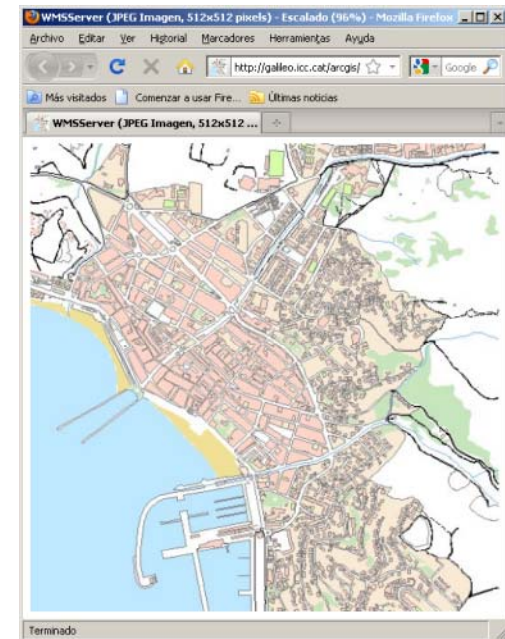 WMSServer (JPEG Imagen, 512x512 pixels) - Escalado (96%) - Mozilla Firefox
Archivo Editar Ver Historial Marcadores Herramientas Ayuda
http://galileo.icc.cat/arcgis/ Google
Más visitados Comenzar a usar Fire... Últimas noticias
WMSServer (JPEG Imagen, 512x512 ...
Terminado